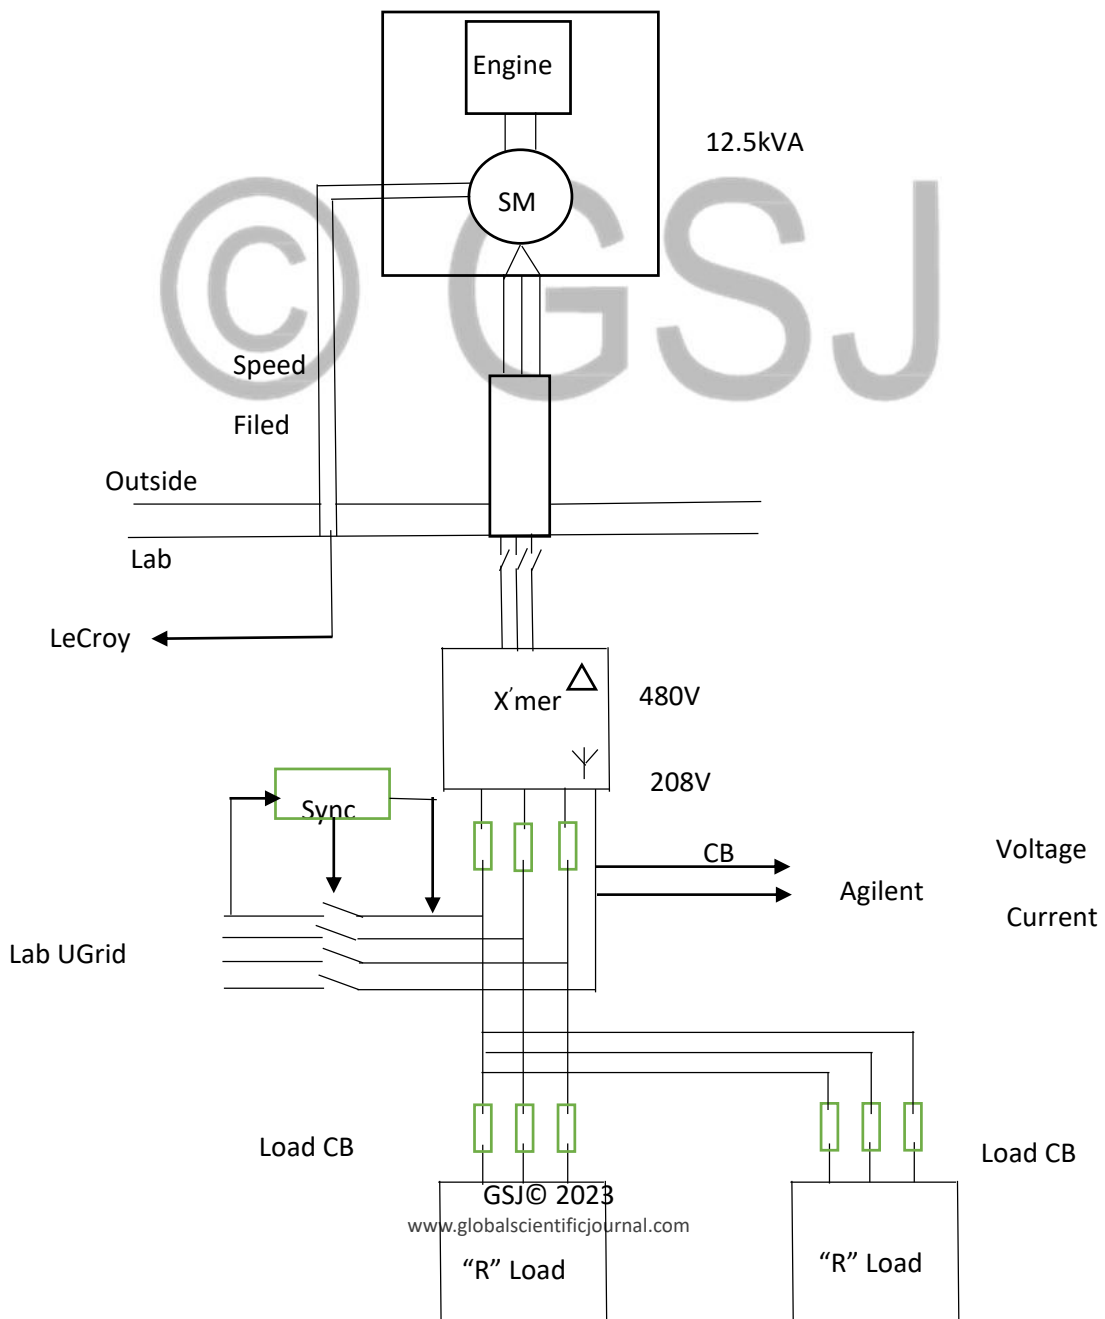 Engine
12.5kVA
SM
© GSJ
Speed
Filed
Outside
Lab
LeCroy
X'mer
480V
208V
Sync
CB
Voltage
Agilent
Current
Lab UGrid
Load CB
Load CB
GSJ© 2023
www.globalscientificjournal.com
“R” Load
“R” Load